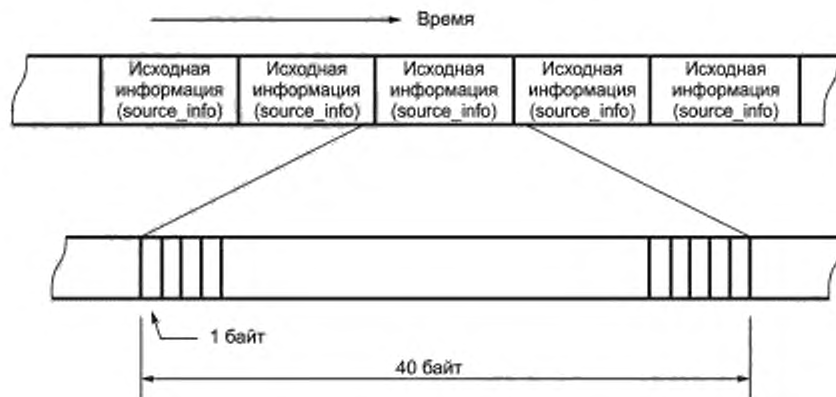 Время
Исходная информация (source_info)
Исходная информация (source_info)
Исходная информация (source_info)
Исходная информация (source_info)
Исходная информация (source_info)
1 байт
40 байт